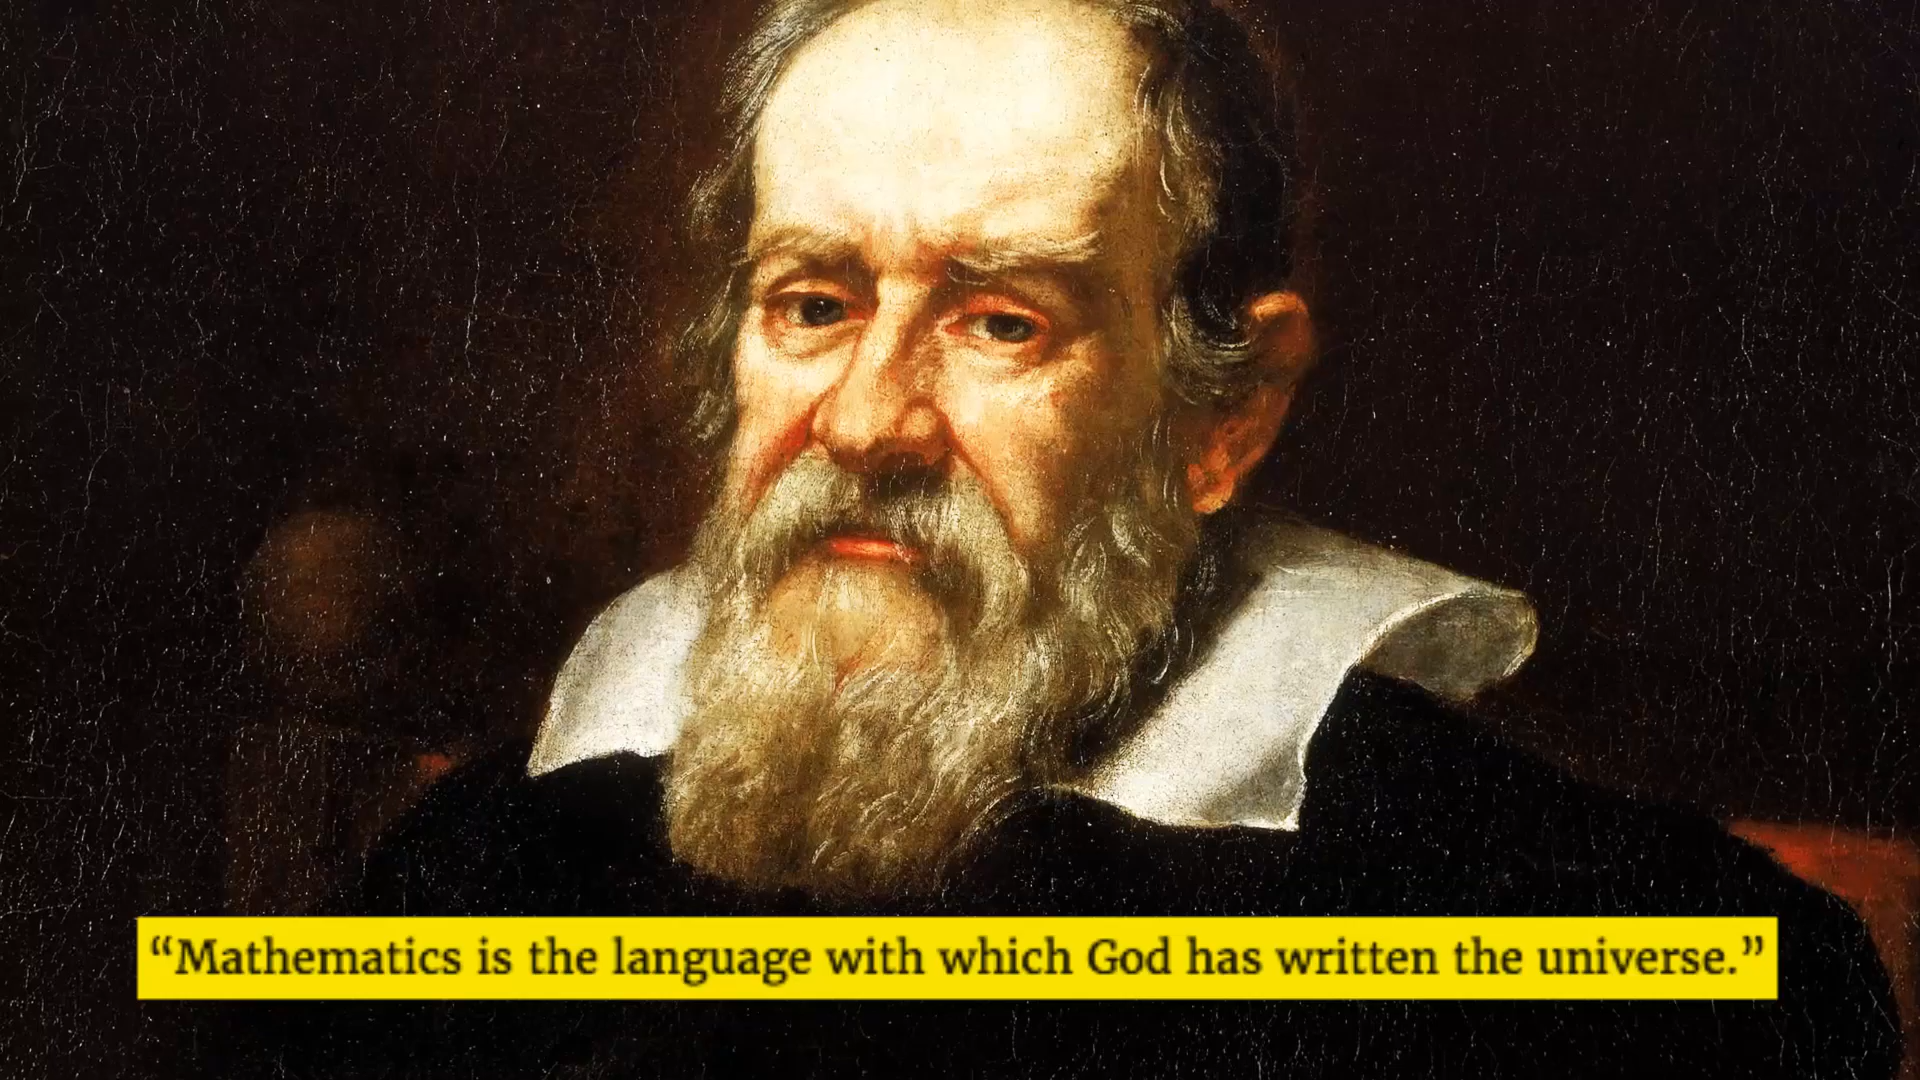 “Mathematics is the language with which God has written the universe.”